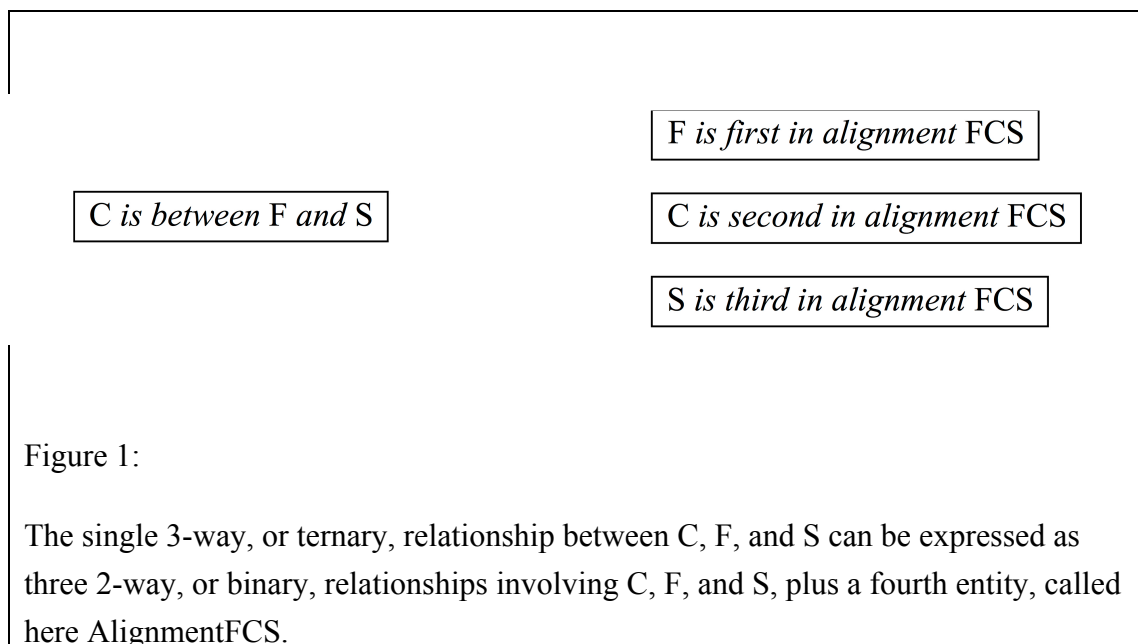 F is first in alignment FCS
C is between F and S
C is second in alignment FCS
S is third in alignment FCS
Figure 1:
The single 3-way, or ternary, relationship between C, F, and S can be expressed as
three 2-way, or binary, relationships involving C, F, and S, plus a fourth entity, called
here AlignmentFCS.